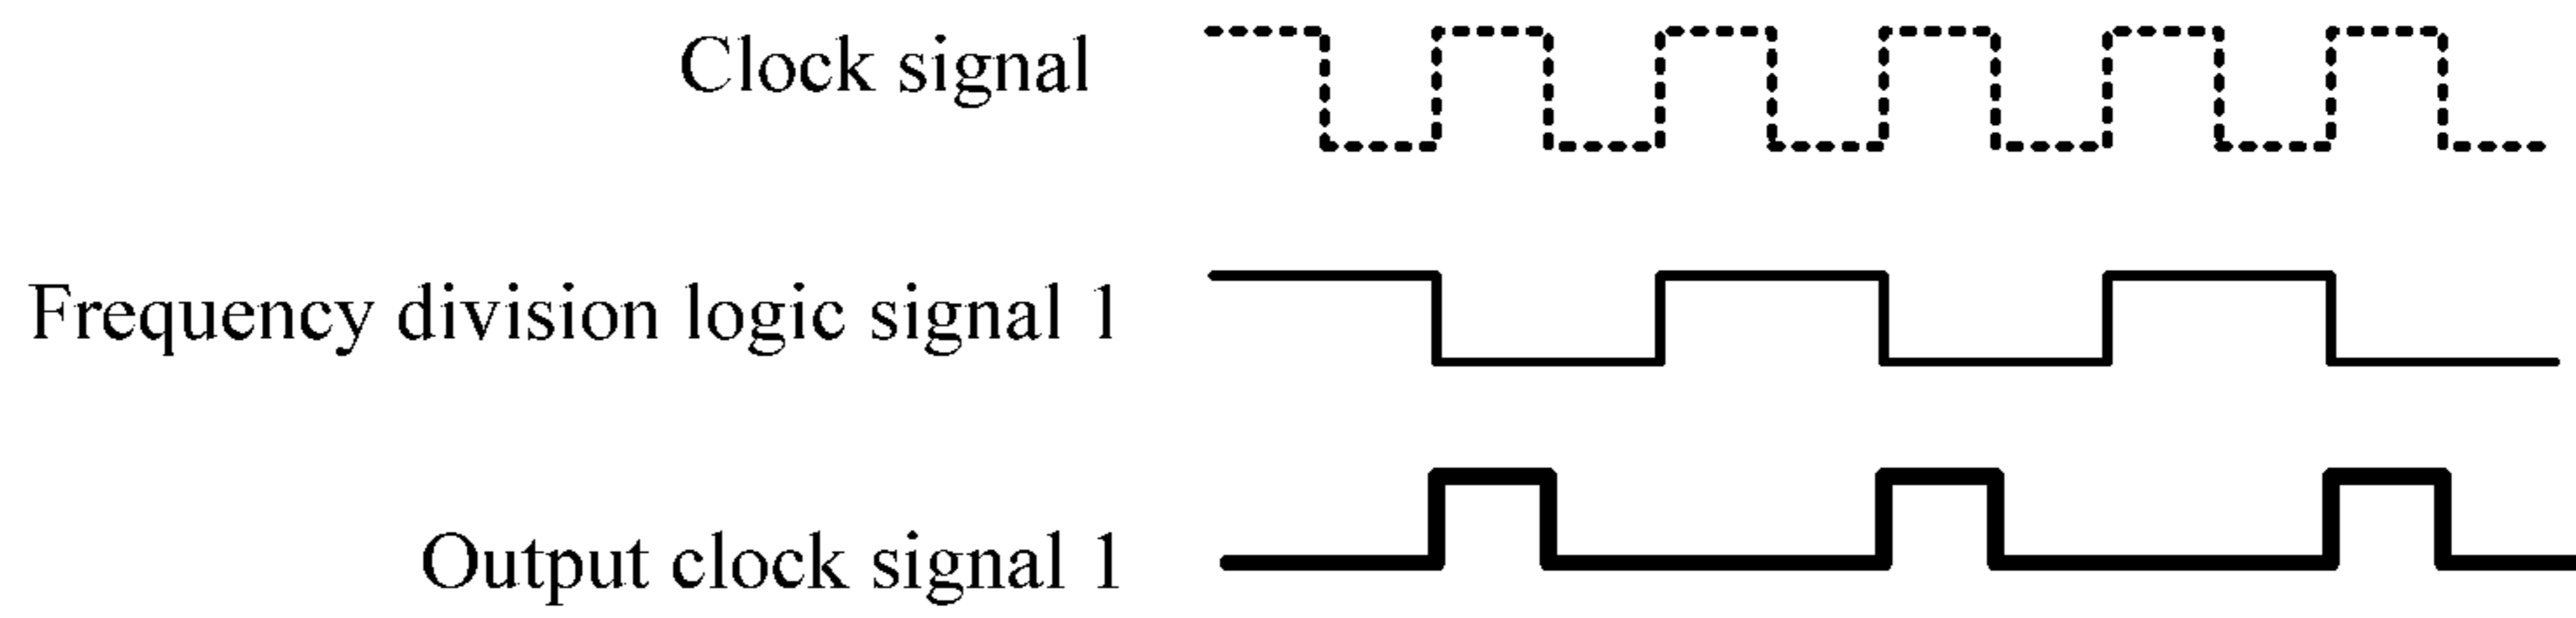 Clock signal
Frequency division logic signal 1
Output clock signal 1